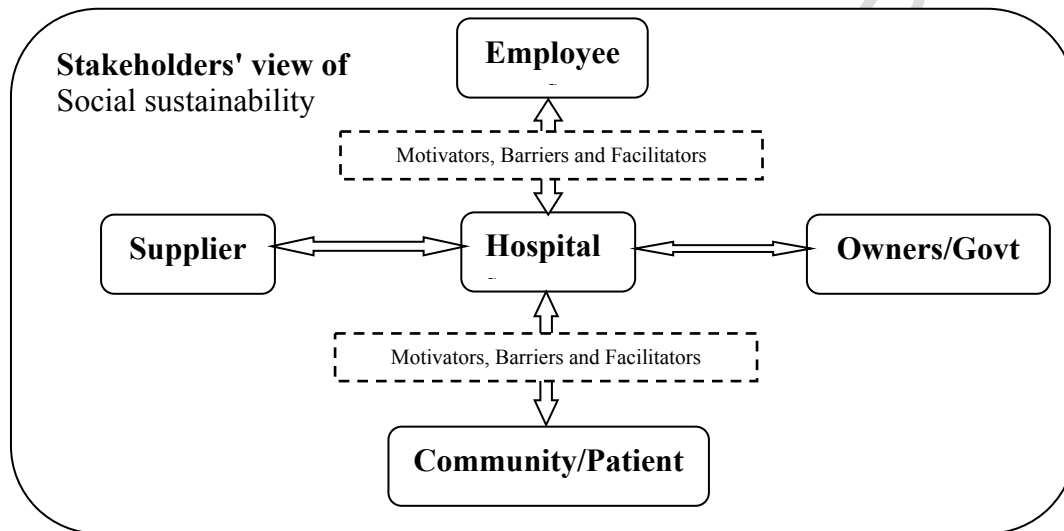 Stakeholders' view of
Social sustainability
Employee
Motivators, Barriers and Facilitators
Supplier
Hospital
Owners/Govt
Motivators, Barriers and Facilitators
Community/Patient